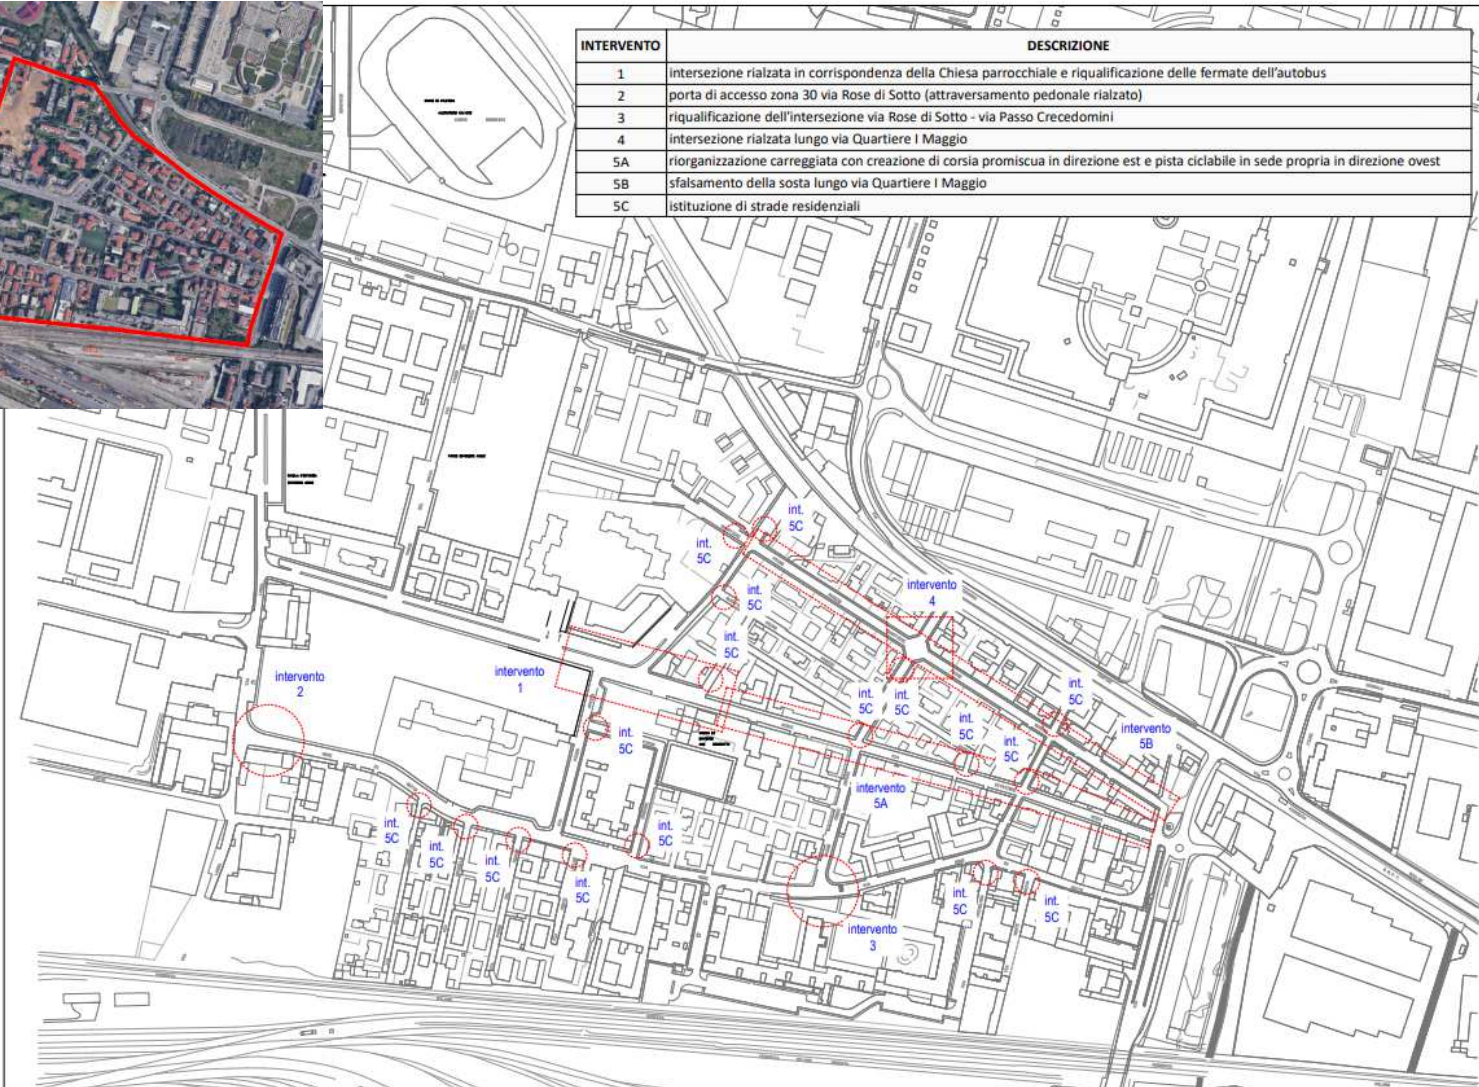 INTERVENTO DESCRIZIONE
1 intersezione rialzata in corrispondenza della Chiesa parrocchiale e riqualificazione delle fermate dell'autobus
2 porta di accesso zona 30 via Rose di Sotto (attraversamento pedonale rialzato)
3 riqualificazione dell'intersezione via Rose di Sotto - via Passo Crecedomini
4 intersezione rialzata lungo via Quartiere I Maggio
5A riorganizzazione carreggiata con creazione di corsia promiscua in direzione est e pista ciclabile in sede propria in direzione ovest
5B sfalsamento della sosta lungo via Quartiere I Maggio
5C istituzione di strade residenziali
int.
5C
int.
5C
int.
5C
intervento
4
int.
5C
intervento
1
intervento
2
int.
5C
int.
5C
int.
5C
int.
5C
int.
5C
int.
5C
intervento
5B
intervento
5A
int.
5C
int.
5C
int.
5C
int.
5C
int.
5C
int.
5C
int.
5C
intervento
3